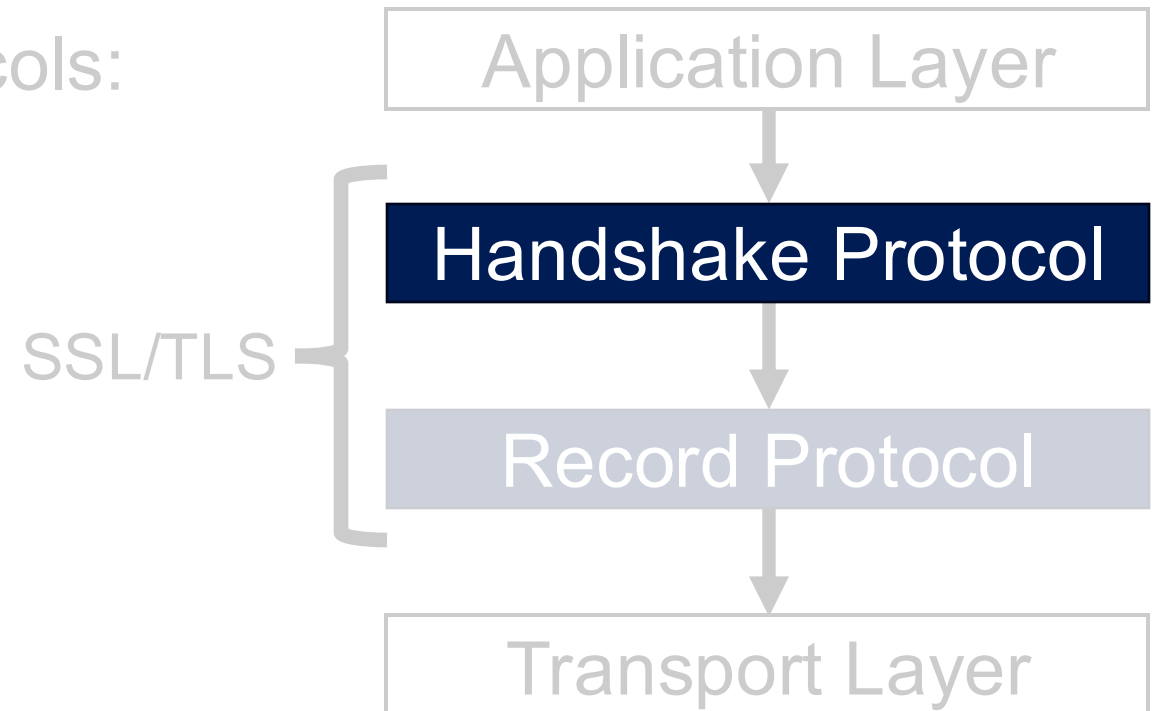 cols:
Application Layer
Handshake Protocol
SSL/TLS
Record Protocol
Transport Layer